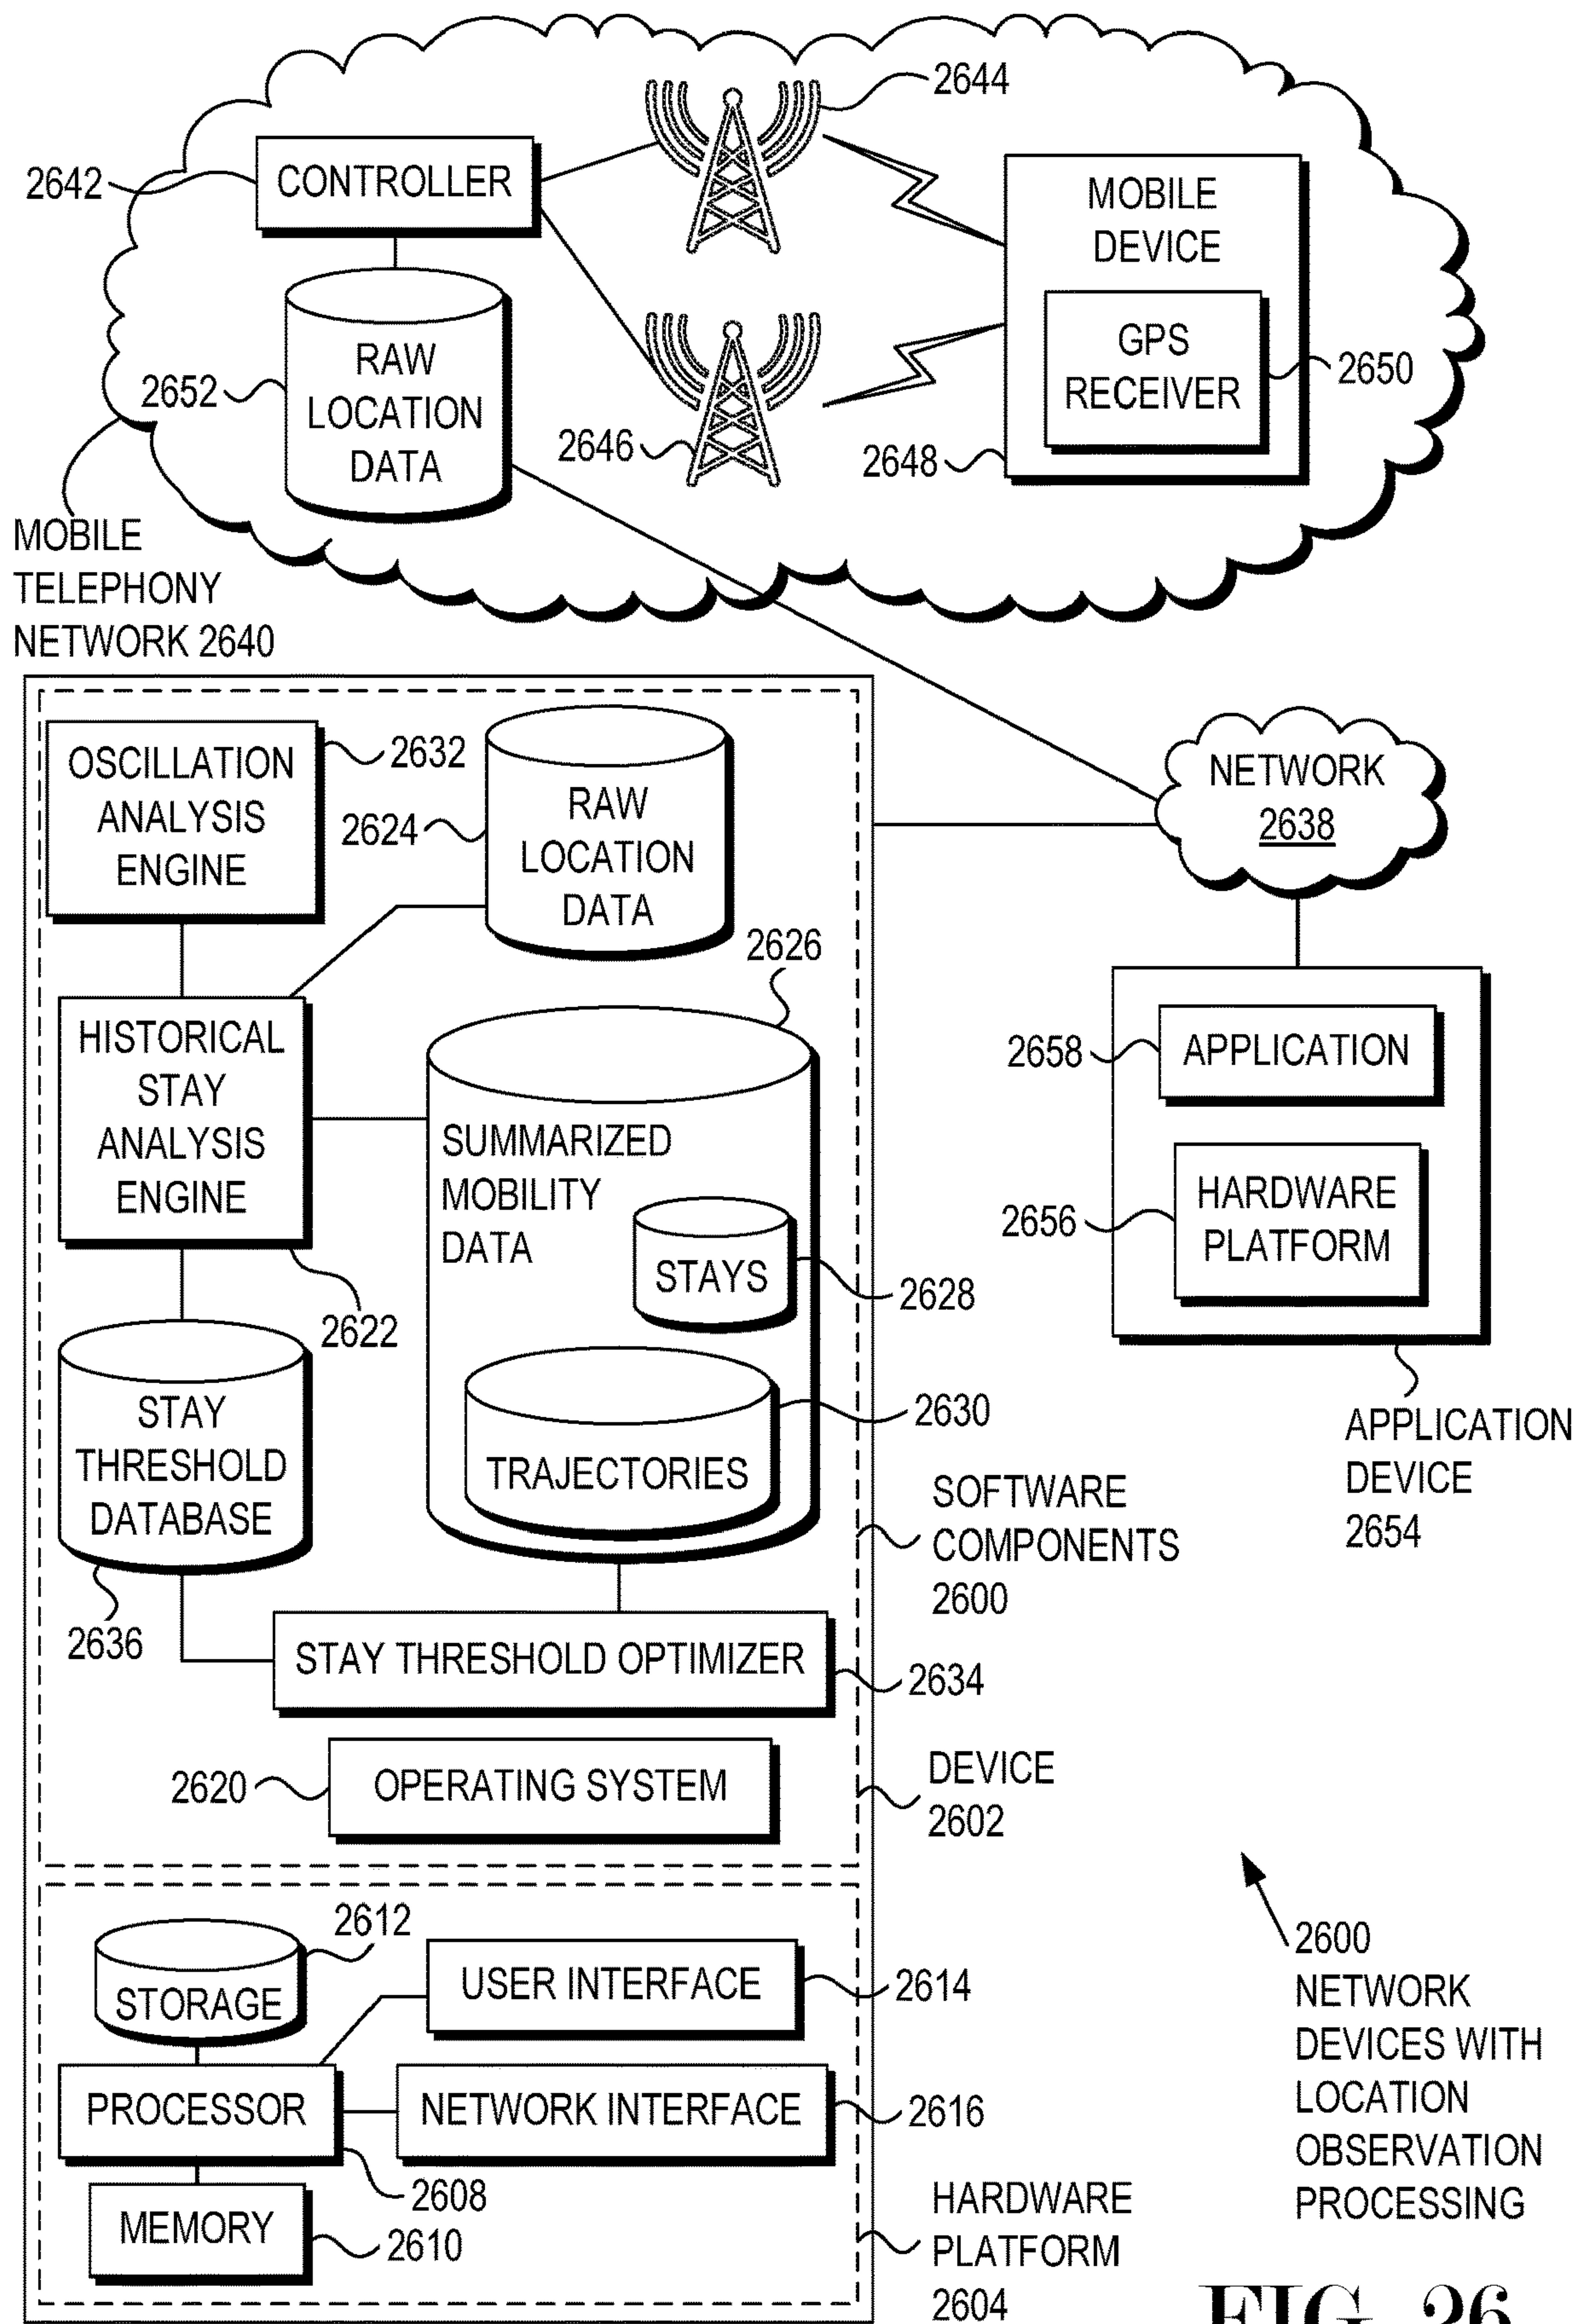 2644
CONTROLLER
2642
MOBILE
DEVICE
GPS
RECEIVER
2650
RAW
LOCATION
DATA
2652
2646
2648
MOBILE
TELEPHONY
NETWORK 2640
OSCILLATION
ANALYSIS
ENGINE
2632
RAW
LOCATION
DATA
2624
NETWORK
2638
2626
HISTORICAL
STAY
ANALYSIS
ENGINE
2622
SUMMARIZED
MOBILITY
DATA
STAYS
2628
2658
APPLICATION
2656
HARDWARE
PLATFORM
APPLICATION
DEVICE
2654
STAY
THRESHOLD
DATABASE
2636
TRAJECTORIES
2630
SOFTWARE
COMPONENTS
2600
STAY THRESHOLD OPTIMIZER
2634
2620
OPERATING SYSTEM
DEVICE
2602
2612
STORAGE
USER INTERFACE
2614
PROCESSOR
2608
NETWORK INTERFACE
2616
MEMORY
2610
HARDWARE
PLATFORM
2604
2600
NETWORK
DEVICES WITH
LOCATION
OBSERVATION
PROCESSING
FIG. 26